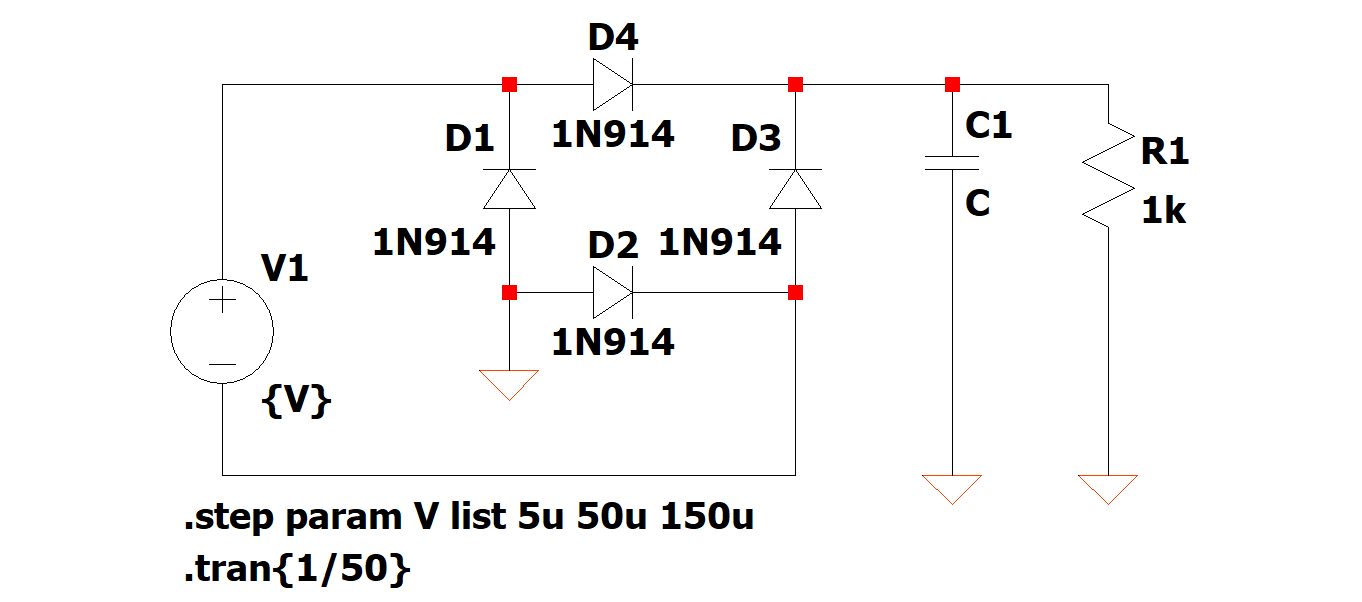 D4
1N914
D1
1N914
D3
1N914
D2
1N914
C1
C
R1
1k
V1
{V}
.step param V list 5u 50u 150u
.tran{1/50}